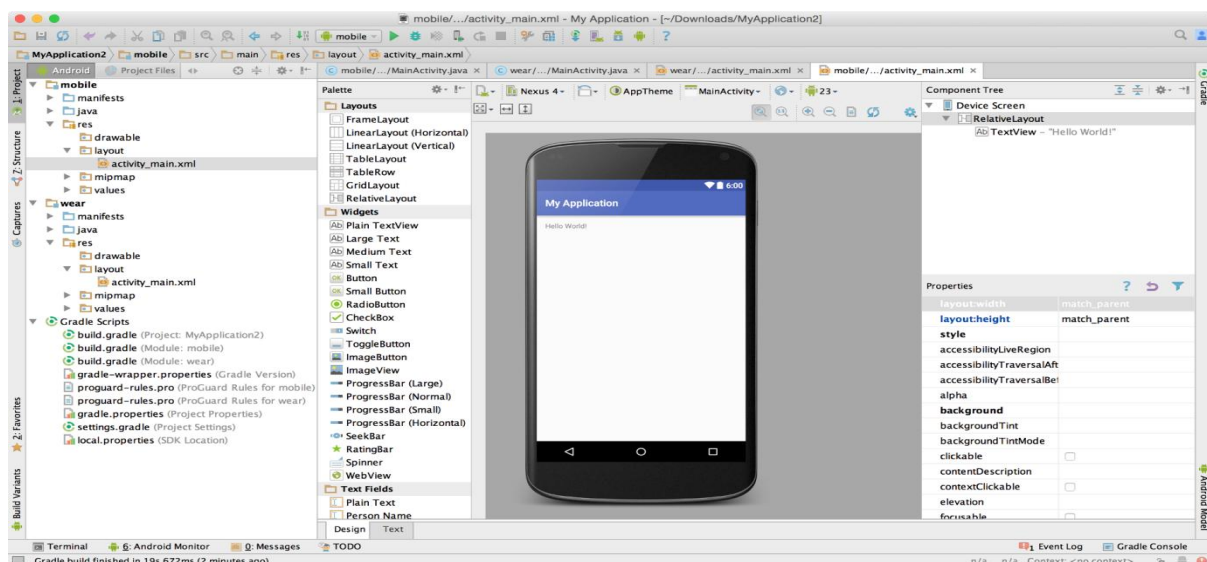 mobile/.../activity_main.xml - My Application - [~/Downloads/MyApplication2]
mobile
MyApplication2 mobile src main res layout activity_main.xml
Android Project Files
mobile/.../MainActivity.java wear/.../MainActivity.java wear/.../activity_main.xml mobile/.../activity_main.xml
1: Project
Z: Structure
Captures
2: Favorites
Build Variants
mobile
manifests
java
res
drawable
layout
activity_main.xml
mipmap
values
wear
manifests
java
res
drawable
layout
activity_main.xml
mipmap
values
Gradle Scripts
build.gradle (Project: MyApplication2)
build.gradle (Module: mobile)
build.gradle (Module: wear)
gradle-wrapper.properties (Gradle Version)
proguard-rules.pro (ProGuard Rules for mobile)
proguard-rules.pro (ProGuard Rules for wear)
gradle.properties (Project Properties)
settings.gradle (Project Settings)
local.properties (SDK Location)
Palette
Layouts
FrameLayout
LinearLayout (Horizontal)
LinearLayout (Vertical)
TableLayout
TableRow
GridLayout
RelativeLayout
Widgets
Ab Plain TextView
Ab Large Text
Ab Medium Text
Ab Small Text
OK Button
OK Small Button
RadioButton
CheckBox
Switch
ToggleButton
ImageButton
ImageView
ProgressBar (Large)
ProgressBar (Normal)
ProgressBar (Small)
ProgressBar (Horizontal)
SeekBar
RatingBar
Spinner
WebView
Text Fields
Plain Text
Person Name
Nexus 4 AppTheme MainActivity 23
6:00
My Application
Hello World!
Design Text
Component Tree
Device Screen
RelativeLayout
Ab TextView - "Hello World!"
Properties ?
layout:width match_parent
layout:height match_parent
style
accessibilityLiveRegion
accessibilityTraversalAft
accessibilityTraversalBef
alpha
background
backgroundTint
backgroundTintMode
clickable
contentDescription
contextClickable
elevation
focusable
Gradle
Android Model
Terminal 6: Android Monitor 0: Messages TODO 1 Event Log Gradle Console
Gradle build finished in 19s 672ms (2 minutes ago) n/a n/a Context: <no context>